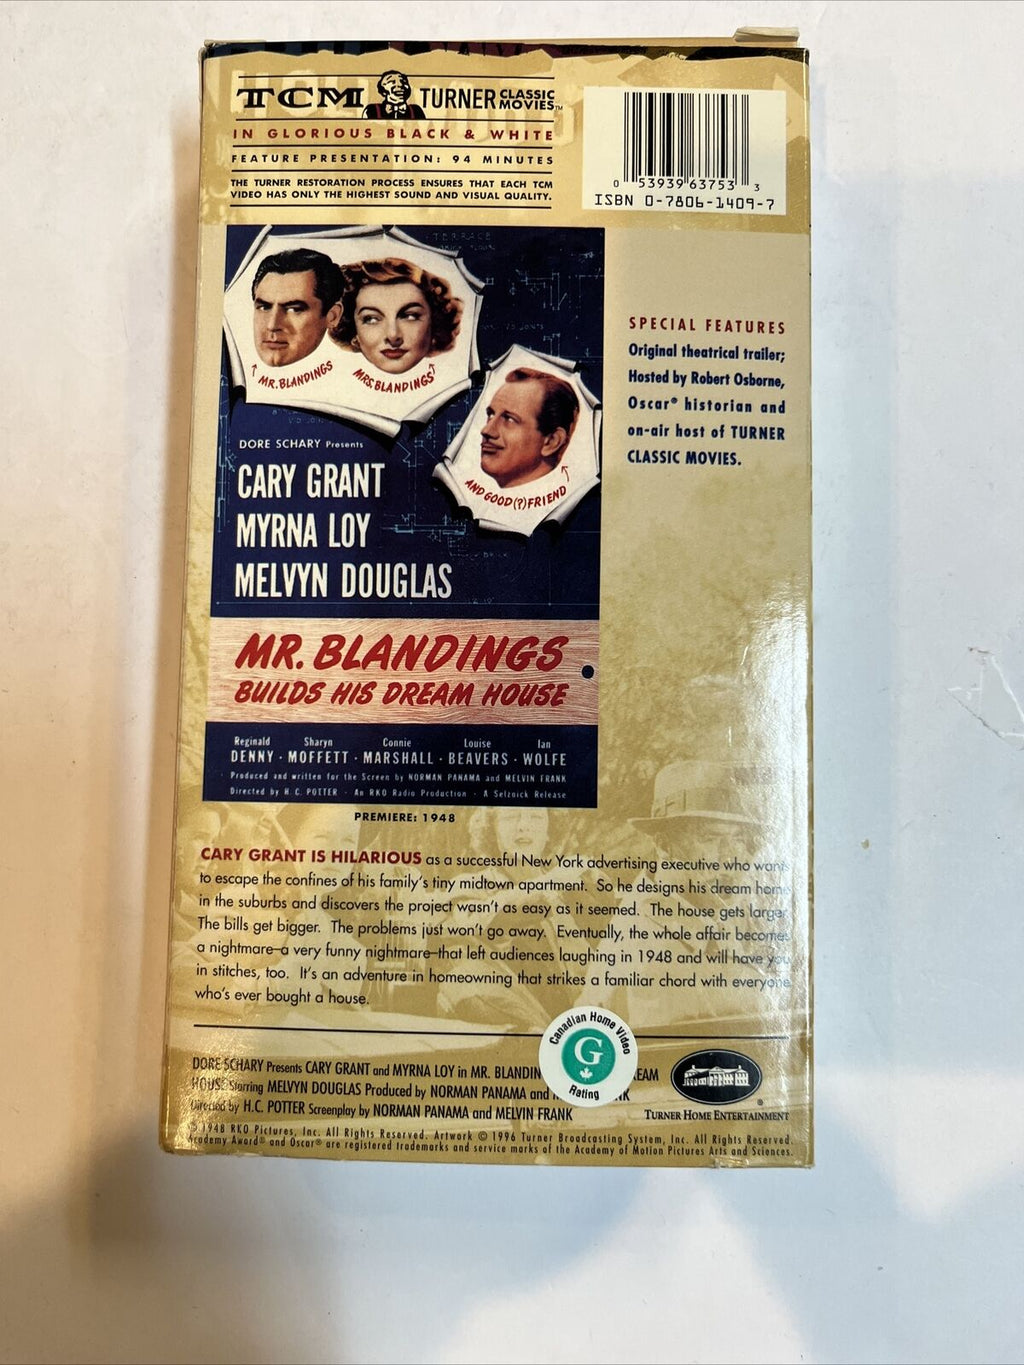 TCM TURNER CLASSIC MOVIES™
IN GLORIOUS BLACK & WHITE
FEATURE PRESENTATION: 94 MINUTES
THE TURNER RESTORATION PROCESS ENSURES THAT EACH TCM
VIDEO HAS ONLY THE HIGHEST SOUND AND VISUAL QUALITY.
0 53939 63753 3
ISBN 0-7806-1409-7
MR. BLANDINGS
MRS. BLANDINGS
AND GOOD (?) FRIEND
DORE SCHARY Presents
CARY GRANT
MYRNA LOY
MELVYN DOUGLAS
MR. BLANDINGS
BUILDS HIS DREAM HOUSE
Reginald DENNY · Sharyn MOFFETT · Connie MARSHALL · Louise BEAVERS · Ian WOLFE
Produced and written for the Screen by NORMAN PANAMA and MELVIN FRANK
Directed by H. C. POTTER · An RKO Radio Production · A Selznick Release
PREMIERE: 1948
SPECIAL FEATURES
Original theatrical trailer;
Hosted by Robert Osborne,
Oscar® historian and
on-air host of TURNER
CLASSIC MOVIES.
CARY GRANT IS HILARIOUS as a successful New York advertising executive who wants
to escape the confines of his family's tiny midtown apartment. So he designs his dream home
in the suburbs and discovers the project wasn't as easy as it seemed. The house gets larger.
The bills get bigger. The problems just won't go away. Eventually, the whole affair becomes
a nightmare—a very funny nightmare—that left audiences laughing in 1948 and will have you
in stitches, too. It's an adventure in homeowning that strikes a familiar chord with everyone
who's ever bought a house.
Canadian Home Video
G
Rating
DORE SCHARY Presents CARY GRANT and MYRNA LOY in MR. BLANDIN EAM
HOUSE Starring MELVYN DOUGLAS Produced by NORMAN PANAMA and
Directed by H.C. POTTER Screenplay by NORMAN PANAMA and MELVIN FRANK
TURNER HOME ENTERTAINMENT
1948 RKO Pictures, Inc. All Rights Reserved. Artwork © 1996 Turner Broadcasting System, Inc. All Rights Reserved.
Academy Award® and Oscar® are registered trademarks and service marks of the Academy of Motion Pictures Arts and Sciences.